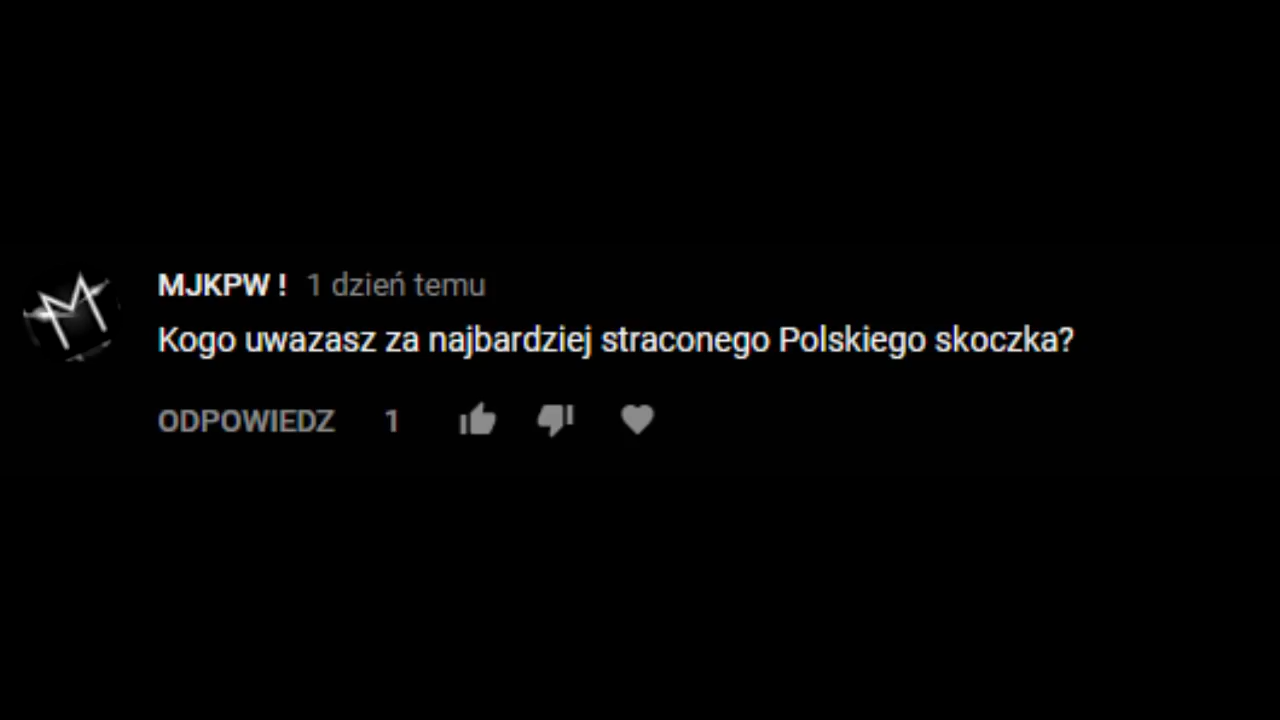 MJKPW ! 1 dzień temu
Kogo uwazasz za najbardziej straconego Polskiego skoczka?
ODPOWIEDZ 1